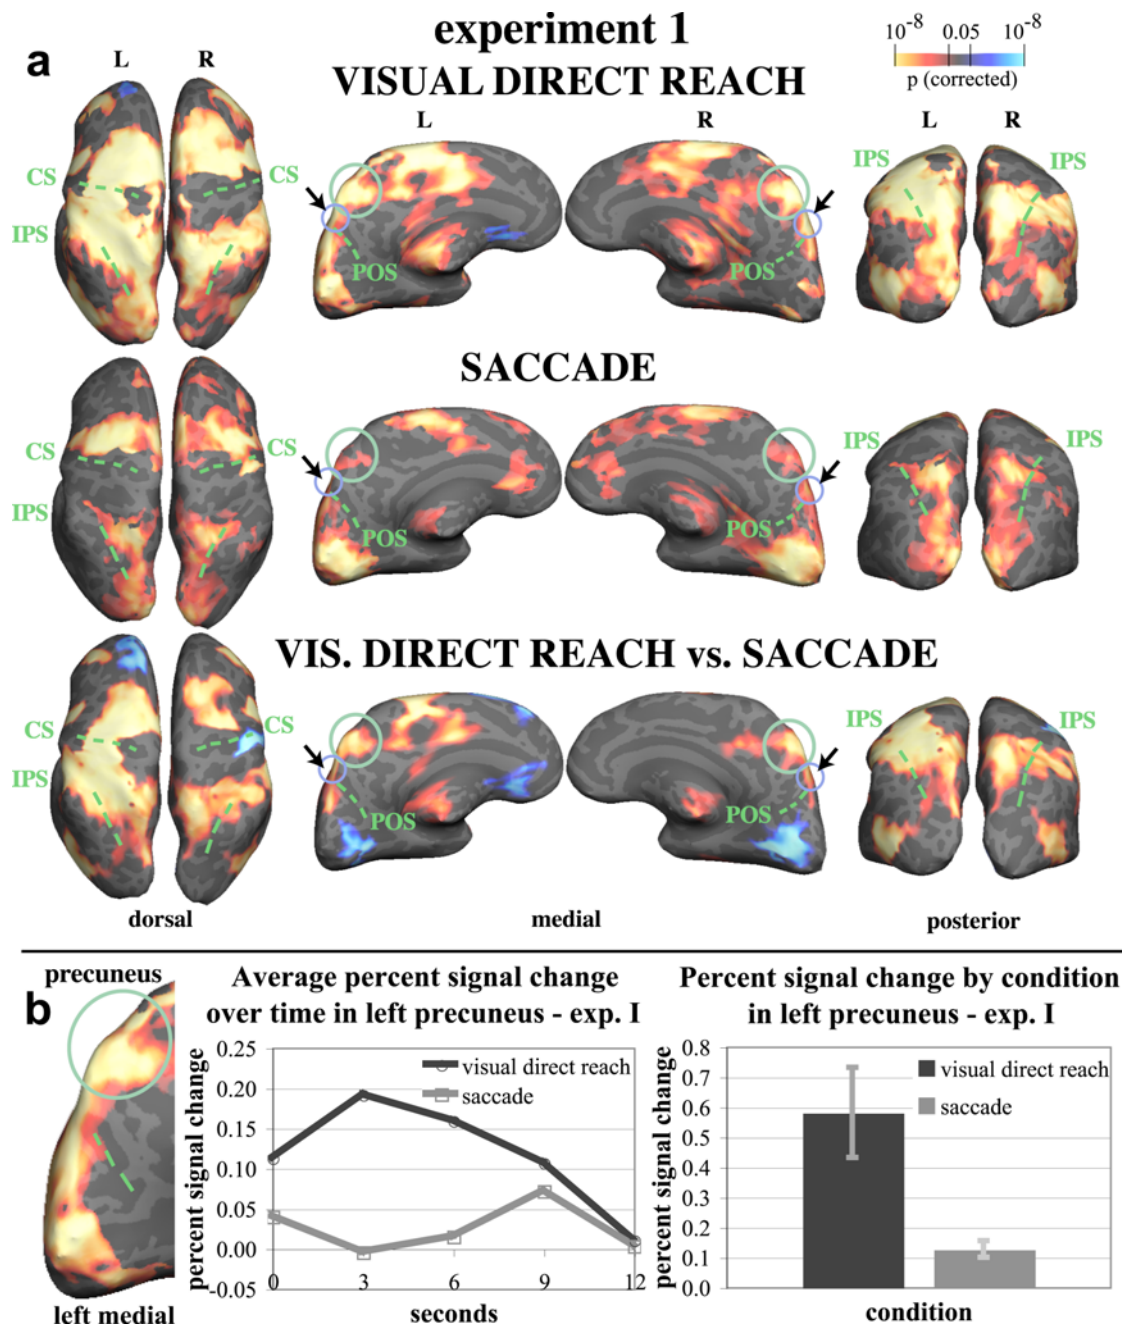 experiment 1
a
L
R
VISUAL DIRECT REACH
10^-8
0.05
10^-8
p (corrected)
L
R
L
R
CS
CS
IPS
IPS
IPS
POS
POS
SACCADE
CS
CS
IPS
IPS
IPS
POS
POS
VIS. DIRECT REACH vs. SACCADE
CS
CS
IPS
IPS
IPS
POS
POS
dorsal
medial
posterior
b
precuneus
left medial
Average percent signal change
over time in left precuneus - exp. I
percent signal change
0.25
0.20
0.15
0.10
0.05
0.00
-0.05
visual direct reach
saccade
0
3
6
9
12
seconds
Percent signal change by condition
in left precuneus - exp. I
percent signal change
0.8
0.7
0.6
0.5
0.4
0.3
0.2
0.1
0.0
visual direct reach
saccade
condition